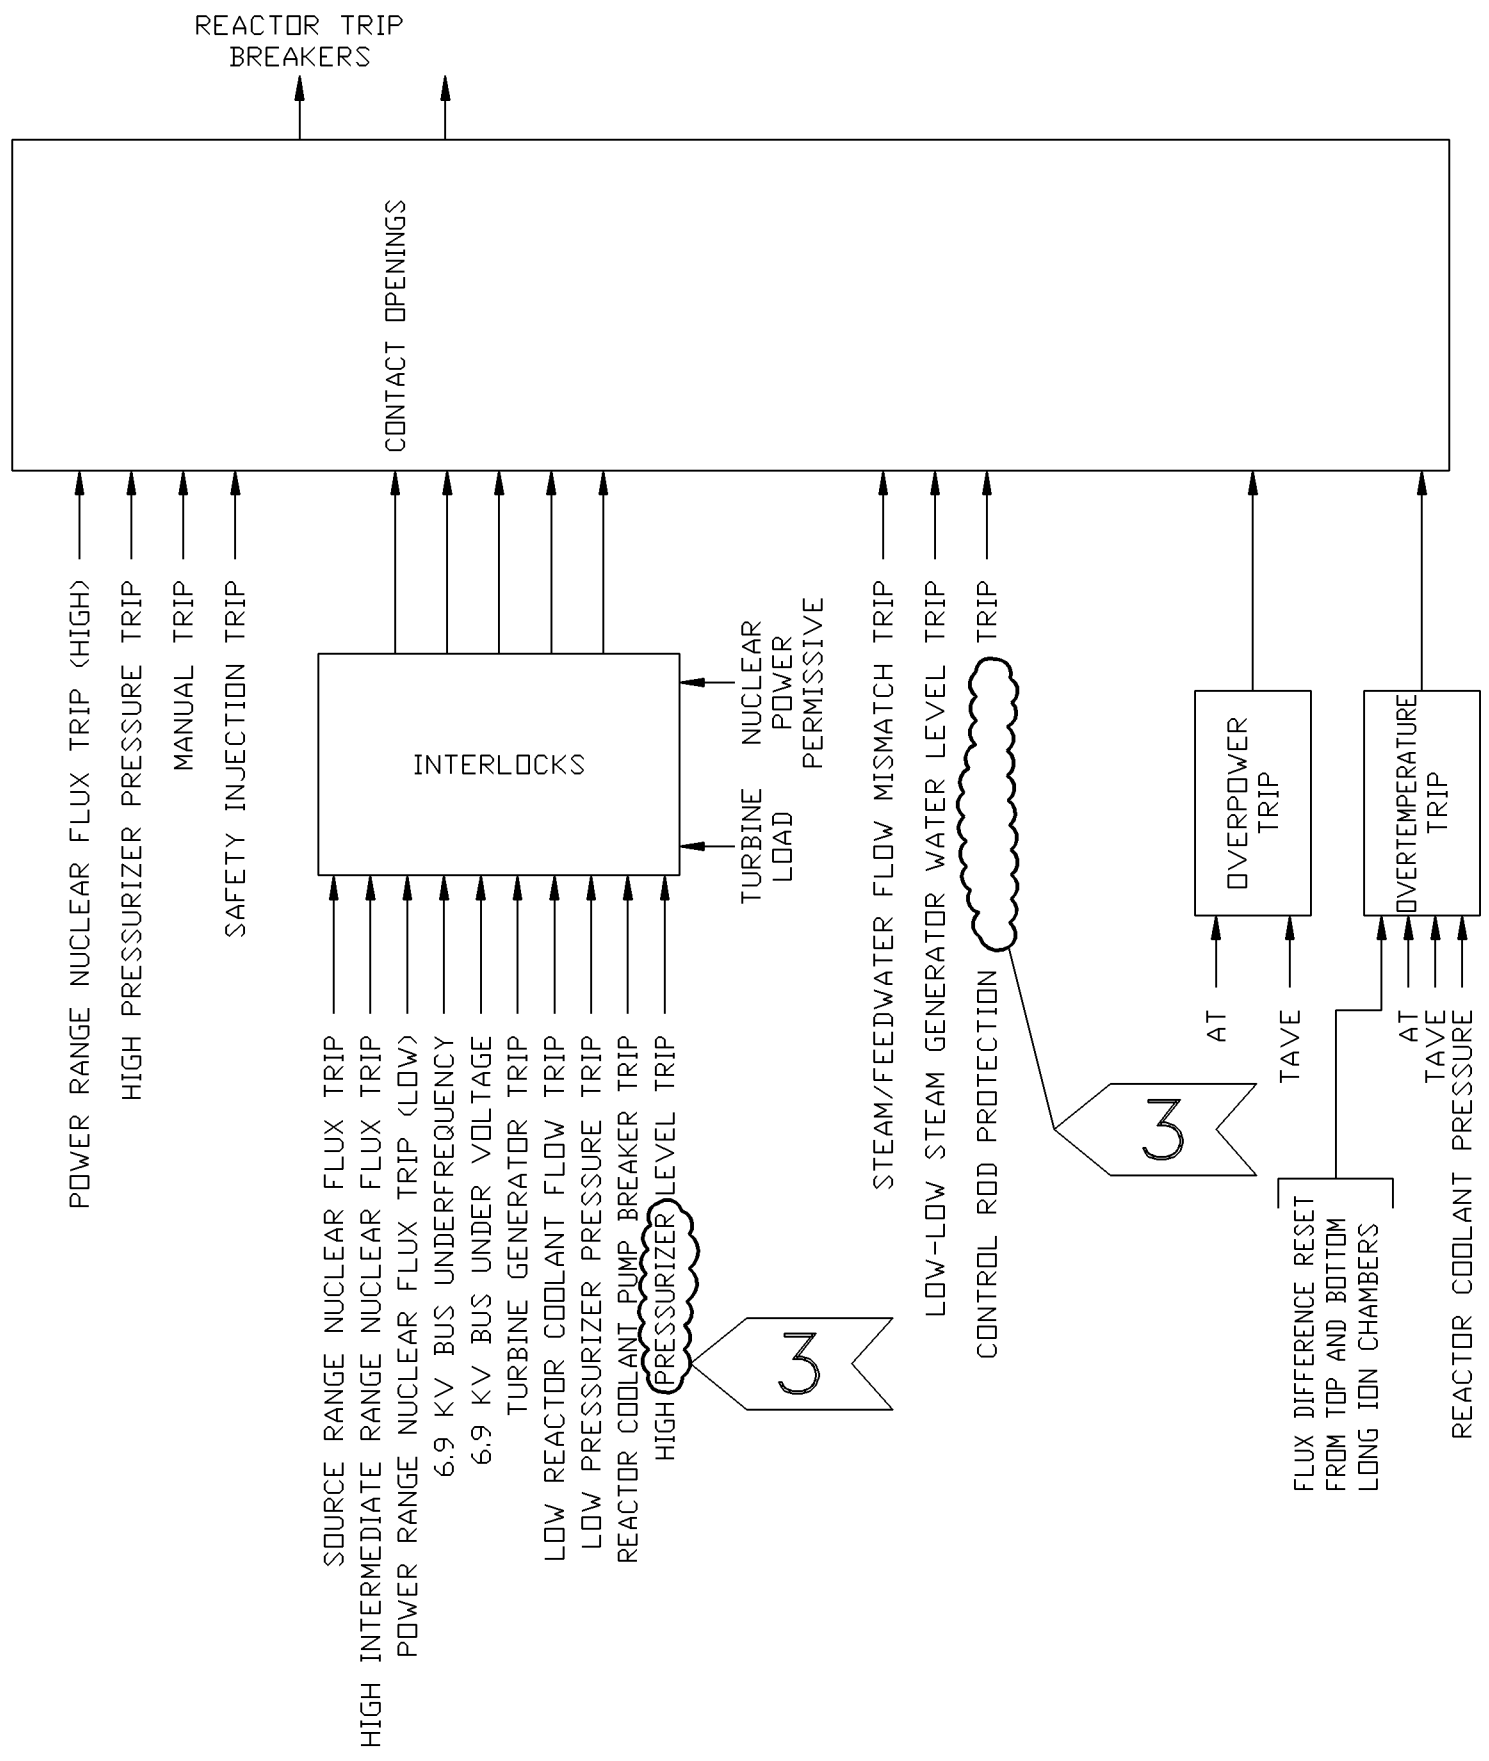 REACTOR TRIP
BREAKERS
CONTACT OPENINGS
POWER RANGE NUCLEAR FLUX TRIP (HIGH)
HIGH PRESSURIZER PRESSURE TRIP
MANUAL TRIP
SAFETY INJECTION TRIP
INTERLOCKS
NUCLEAR
POWER
PERMISSIVE
TURBINE
LOAD
SOURCE RANGE NUCLEAR FLUX TRIP
HIGH INTERMEDIATE RANGE NUCLEAR FLUX TRIP
POWER RANGE NUCLEAR FLUX TRIP (LOW)
6.9 KV BUS UNDERFREQUENCY
6.9 KV BUS UNDER VOLTAGE
TURBINE GENERATOR TRIP
LOW REACTOR COOLANT FLOW TRIP
LOW PRESSURIZER PRESSURE TRIP
REACTOR COOLANT PUMP BREAKER TRIP
HIGH PRESSURIZER LEVEL TRIP
3
STEAM/FEEDWATER FLOW MISMATCH TRIP
LOW-LOW STEAM GENERATOR WATER LEVEL TRIP
CONTROL ROD PROTECTION TRIP
3
OVERPOWER
TRIP
ΔT
TAVE
OVERTEMPERATURE
TRIP
FLUX DIFFERENCE RESET
FROM TOP AND BOTTOM
LONG ION CHAMBERS
ΔT
TAVE
REACTOR COOLANT PRESSURE